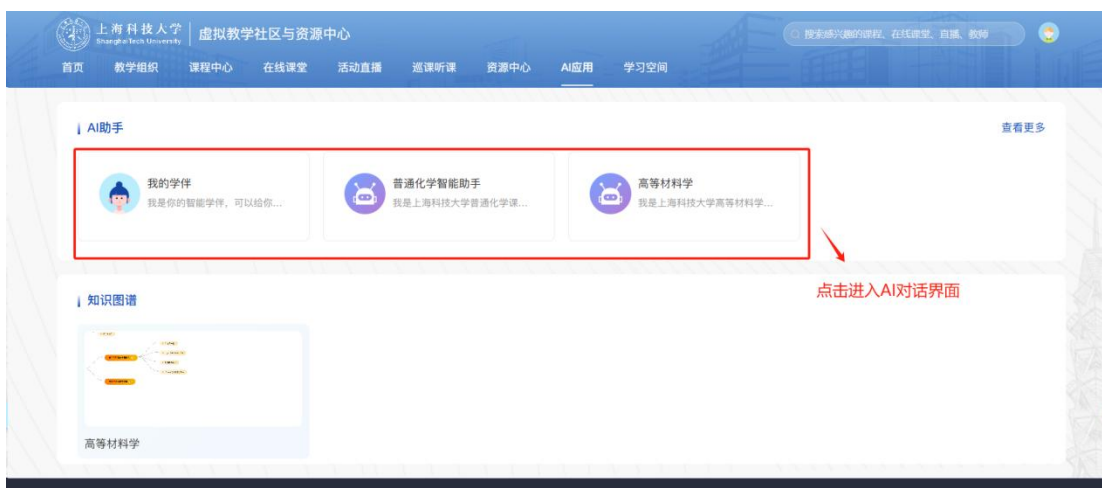 上海科技大学
ShanghaiTech University
虚拟教学社区与资源中心
搜索感兴趣的课程、在线课堂、直播、教师
首页 教学组织 课程中心 在线课堂 活动直播 巡课听课 资源中心 AI应用 学习空间
AI助手
查看更多
我的学伴
我是你的智能学伴，可以给你...
普通化学智能助手
我是上海科技大学普通化学课...
高等材料学
我是上海科技大学高等材料学...
点击进入AI对话界面
知识图谱
高等材料学